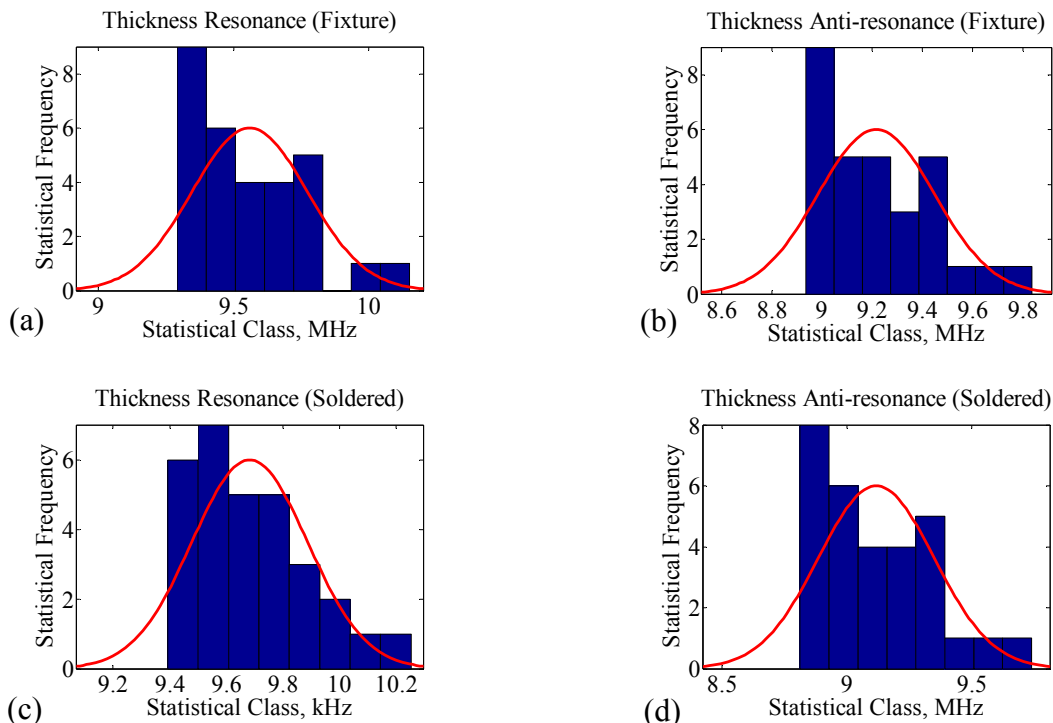 Thickness Resonance (Fixture)
Statistical Frequency
8
6
4
2
0
9 9.5 10
Statistical Class, MHz
(a)
Thickness Anti-resonance (Fixture)
Statistical Frequency
8
6
4
2
0
8.6 8.8 9 9.2 9.4 9.6 9.8
Statistical Class, MHz
(b)
Thickness Resonance (Soldered)
Statistical Frequency
6
4
2
0
9.2 9.4 9.6 9.8 10 10.2
Statistical Class, kHz
(c)
Thickness Anti-resonance (Soldered)
Statistical Frequency
8
6
4
2
0
8.5 9 9.5
Statistical Class, MHz
(d)